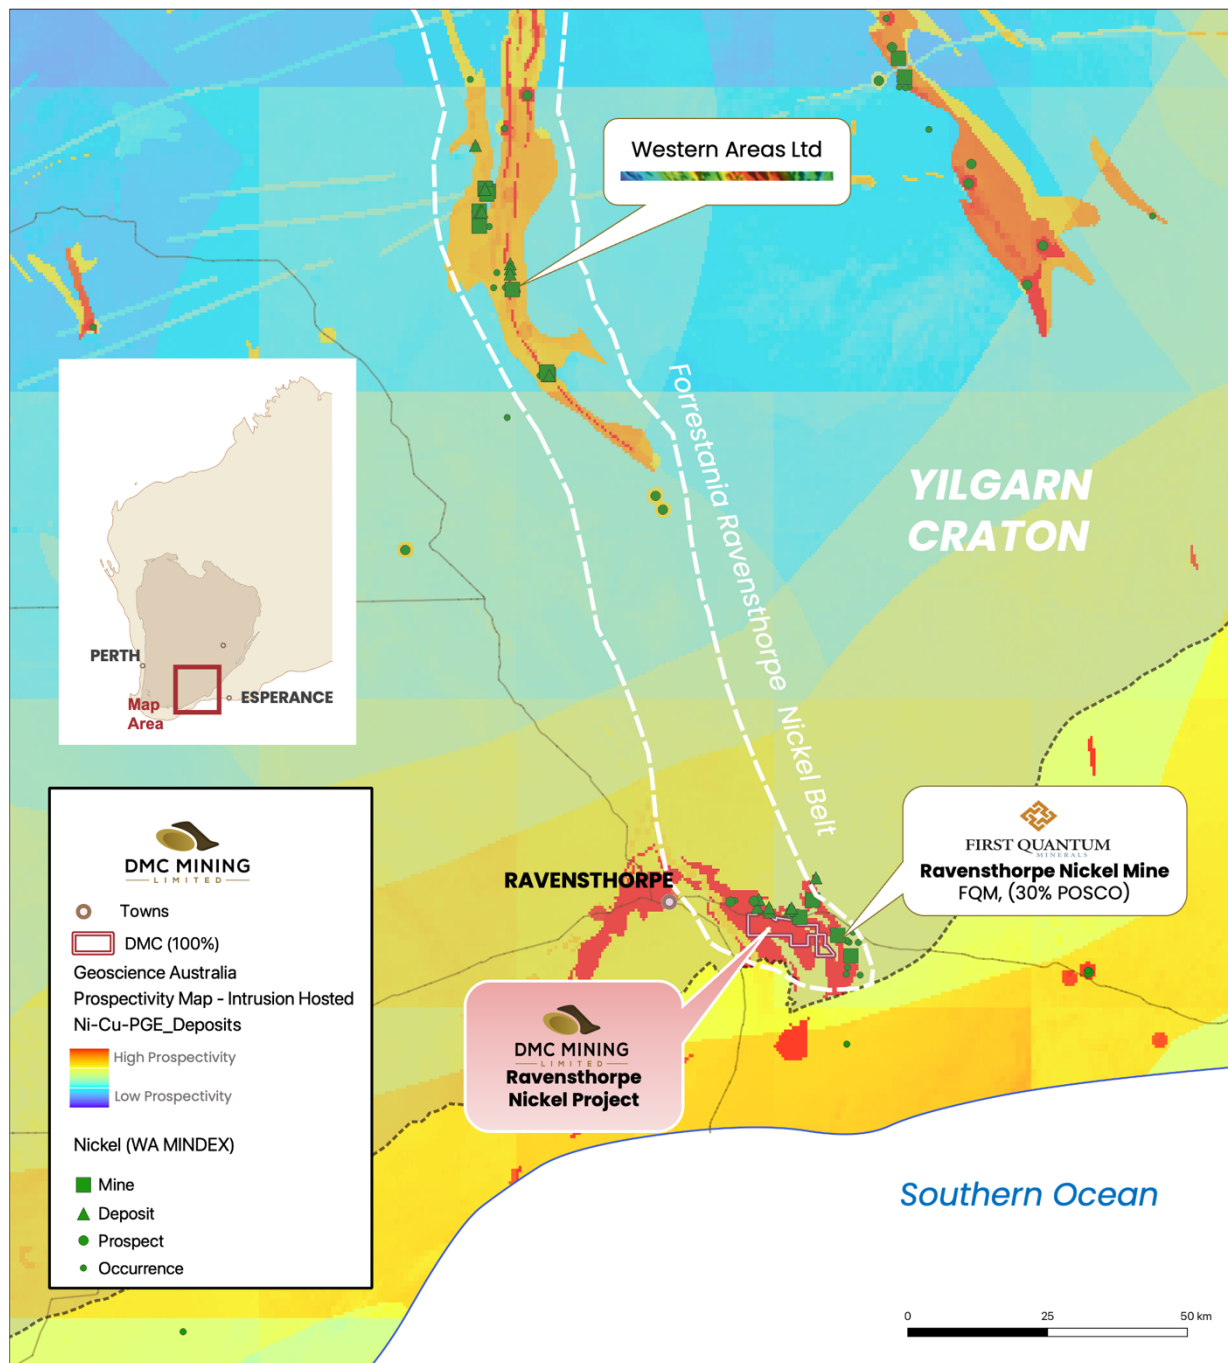 Western Areas Ltd
Forrestania Ravensthorpe Nickel Belt
YILGARN
CRATON
PERTH
ESPERANCE
Map
Area
RAVENSTHORPE
FIRST QUANTUM
MINERALS
Ravensthorpe Nickel Mine
FQM, (30% POSCO)
DMC MINING
LIMITED
Towns
DMC (100%)
Geoscience Australia
Prospectivity Map - Intrusion Hosted
Ni-Cu-PGE_Deposits
High Prospectivity
Low Prospectivity
Nickel (WA MINDEX)
Mine
Deposit
Prospect
Occurrence
DMC MINING
LIMITED
Ravensthorpe
Nickel Project
Southern Ocean
0 25 50 km